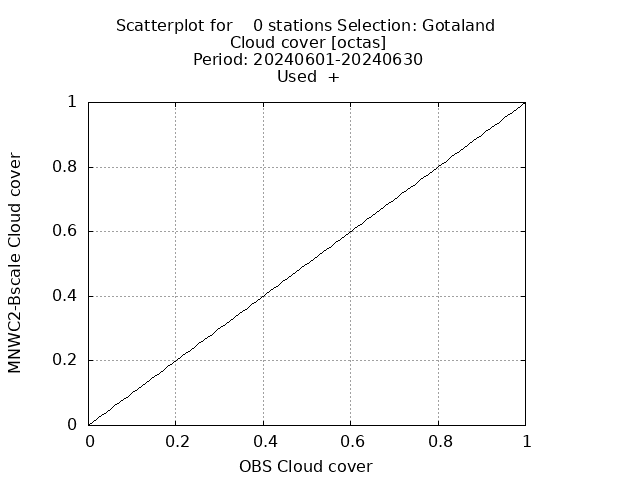 Scatterplot for    0 stations Selection: Gotaland
Cloud cover [octas]
Period: 20240601-20240630
Used  +
1
0.8
0.6
0.4
0.2
0
MNWC2-Bscale Cloud cover
0 0.2 0.4 0.6 0.8 1
OBS Cloud cover